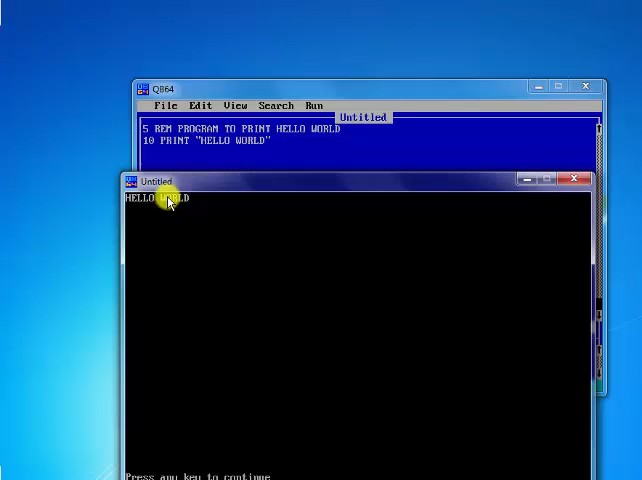 QB64
File Edit View Search Run
Untitled
5 REM PROGRAM TO PRINT HELLO WORLD
10 PRINT "HELLO WORLD"
Untitled
HELLO WORLD
Press any key to continue